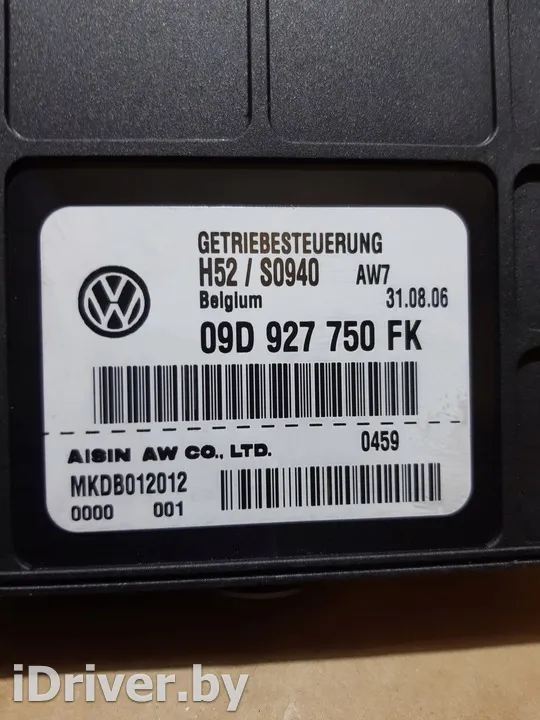 GETRIEBESTEUERUNG
H52 / S0940 AW7
Belgium 31.08.06
09D 927 750 FK
AISIN AW CO., LTD. 0459
MKDB012012
0000 001
iDriver.by